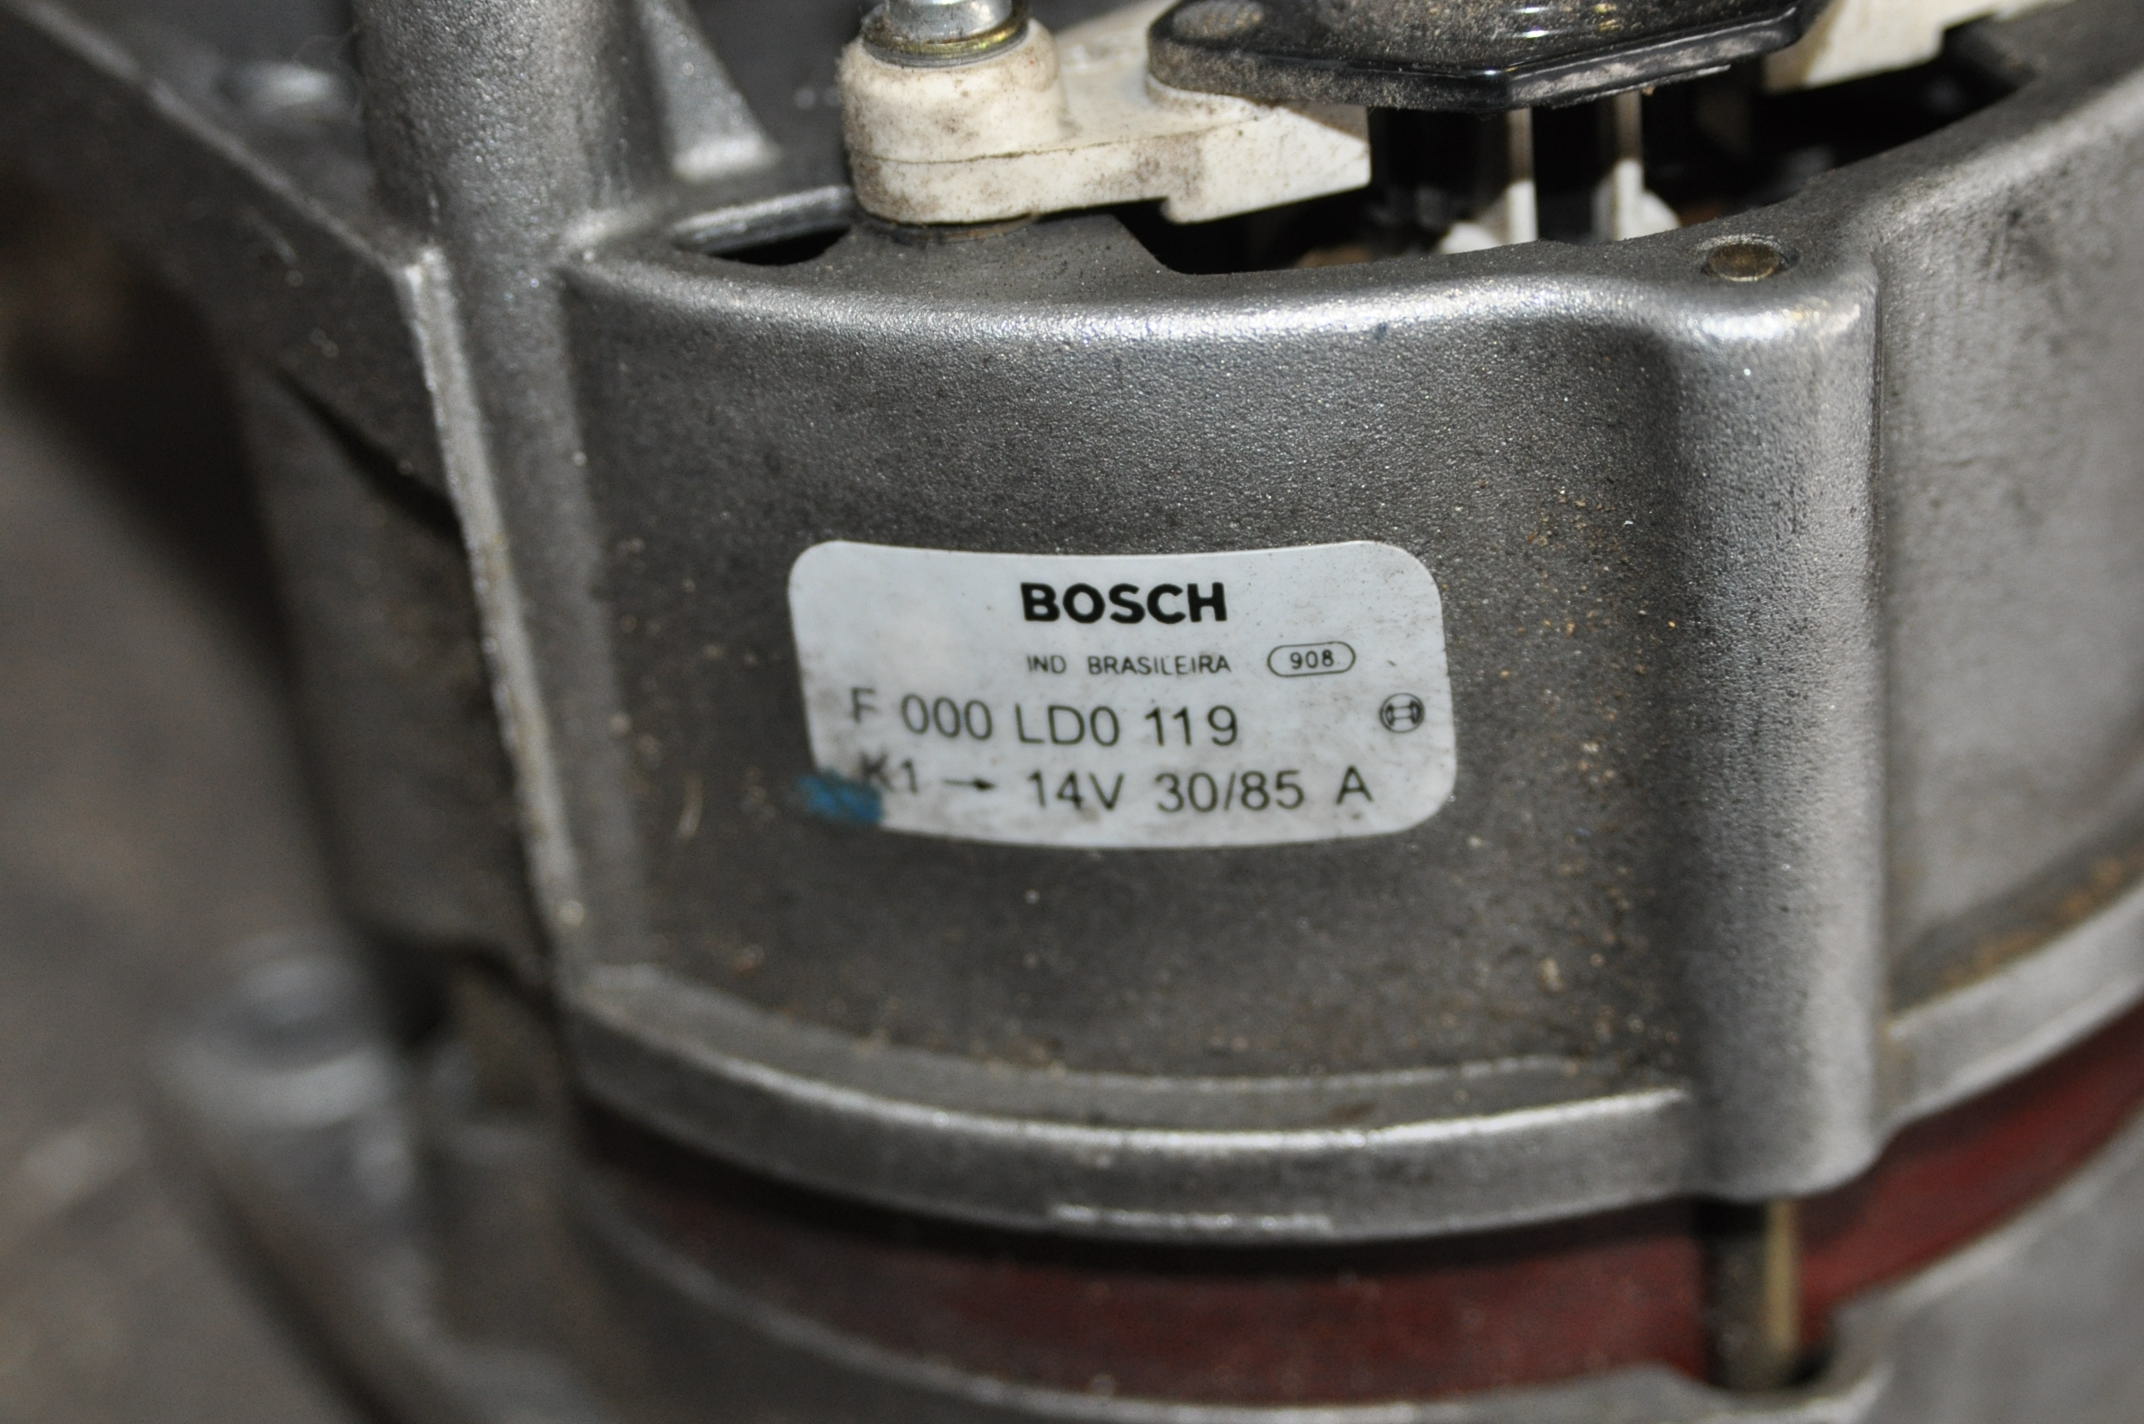 BOSCH
IND BRASILEIRA 908
F 000 LD0 119
K1 → 14V 30/85 A